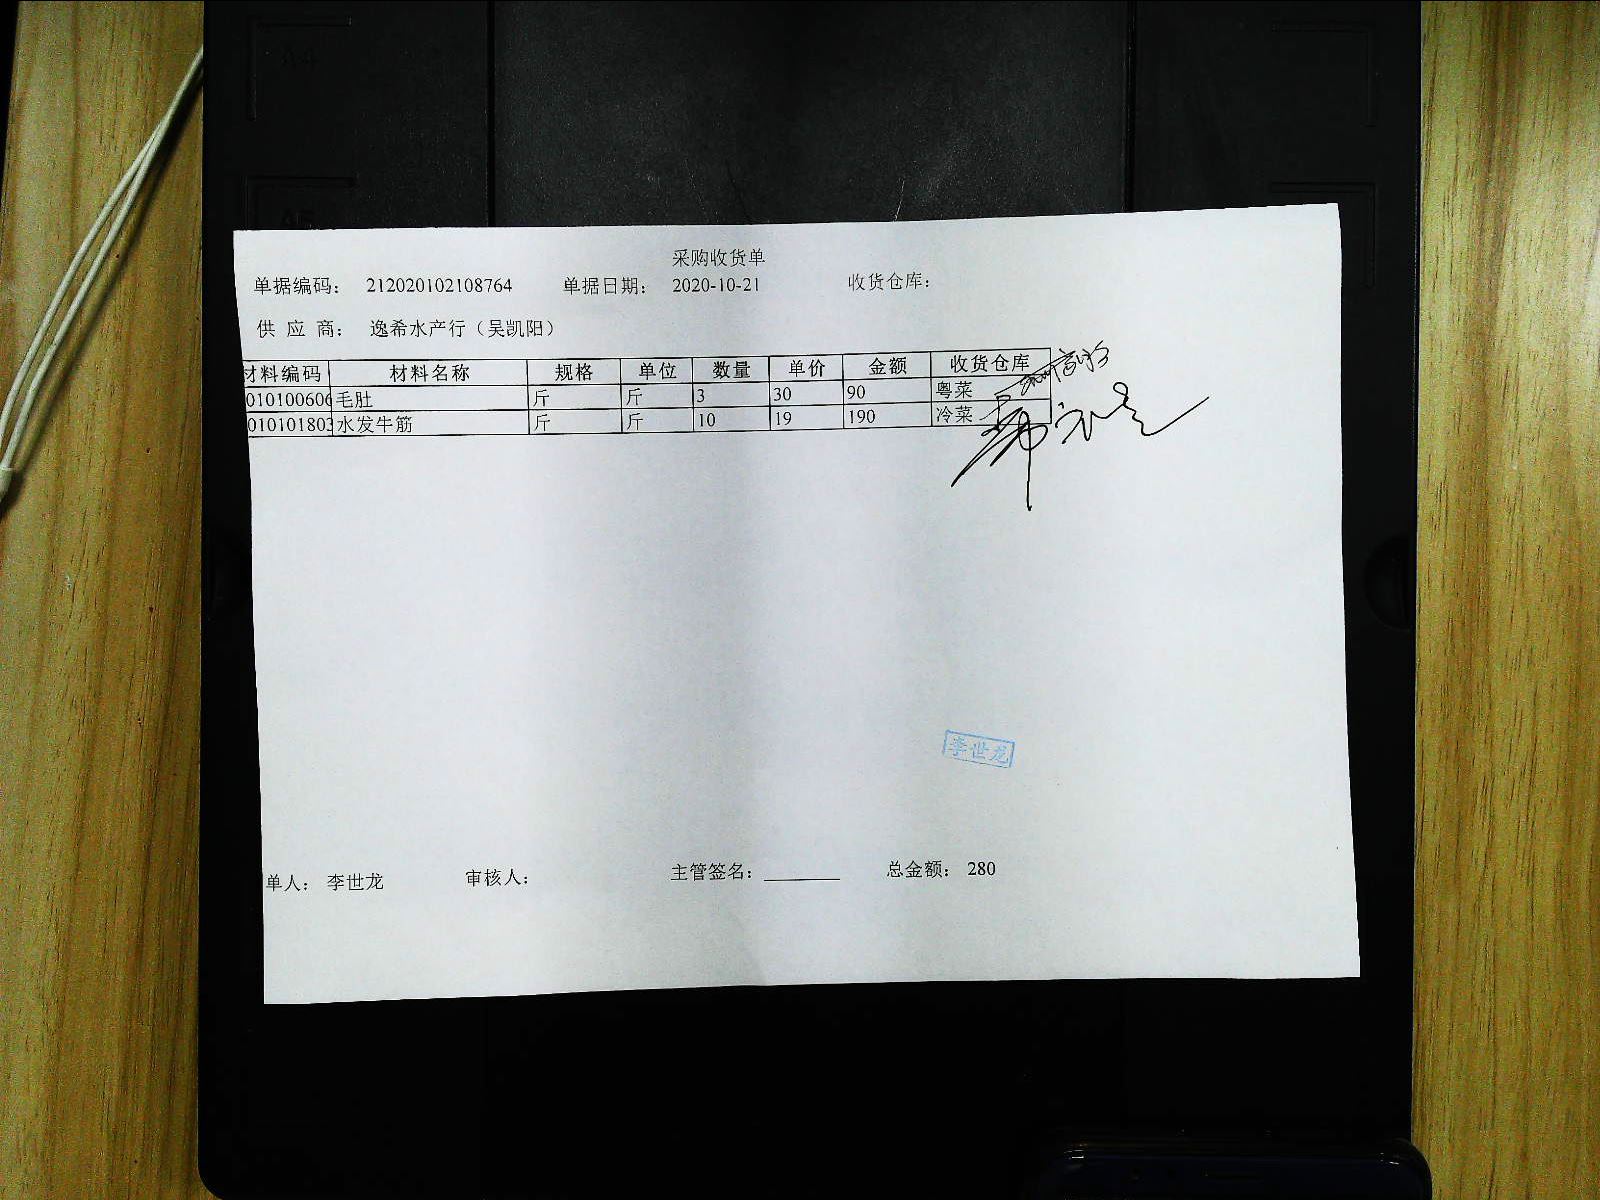 采购收货单
单据编码： 212020102108764 单据日期： 2020-10-21 收货仓库：
供 应 商： 逸希水产行（吴凯阳）
材料编码 材料名称 规格 单位 数量 单价 金额 收货仓库
010100606 毛肚 斤 斤 3 30 90 粤菜
010101803 水发牛筋 斤 斤 10 19 190 冷菜
李世龙
单人： 李世龙 审核人： 主管签名： 总金额： 280
A4
A5